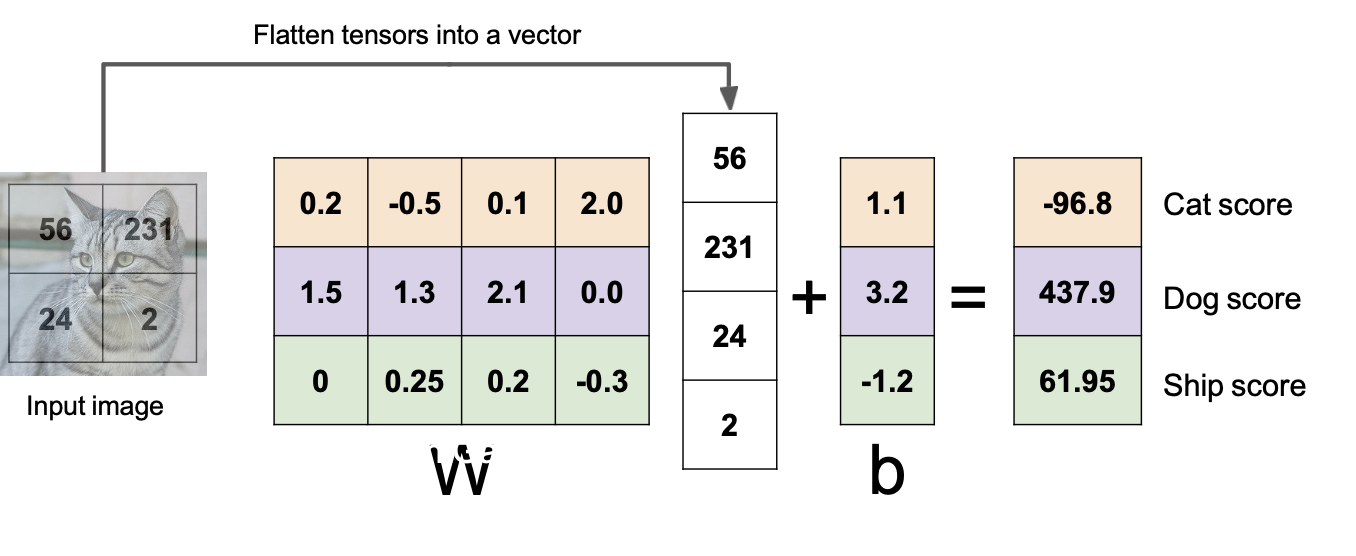 Flatten tensors into a vector
56 231
24 2
Input image
0.2 -0.5 0.1 2.0
1.5 1.3 2.1 0.0
0 0.25 0.2 -0.3
W
56
231
24
2
+
1.1
3.2
-1.2
b
=
-96.8 Cat score
437.9 Dog score
61.95 Ship score